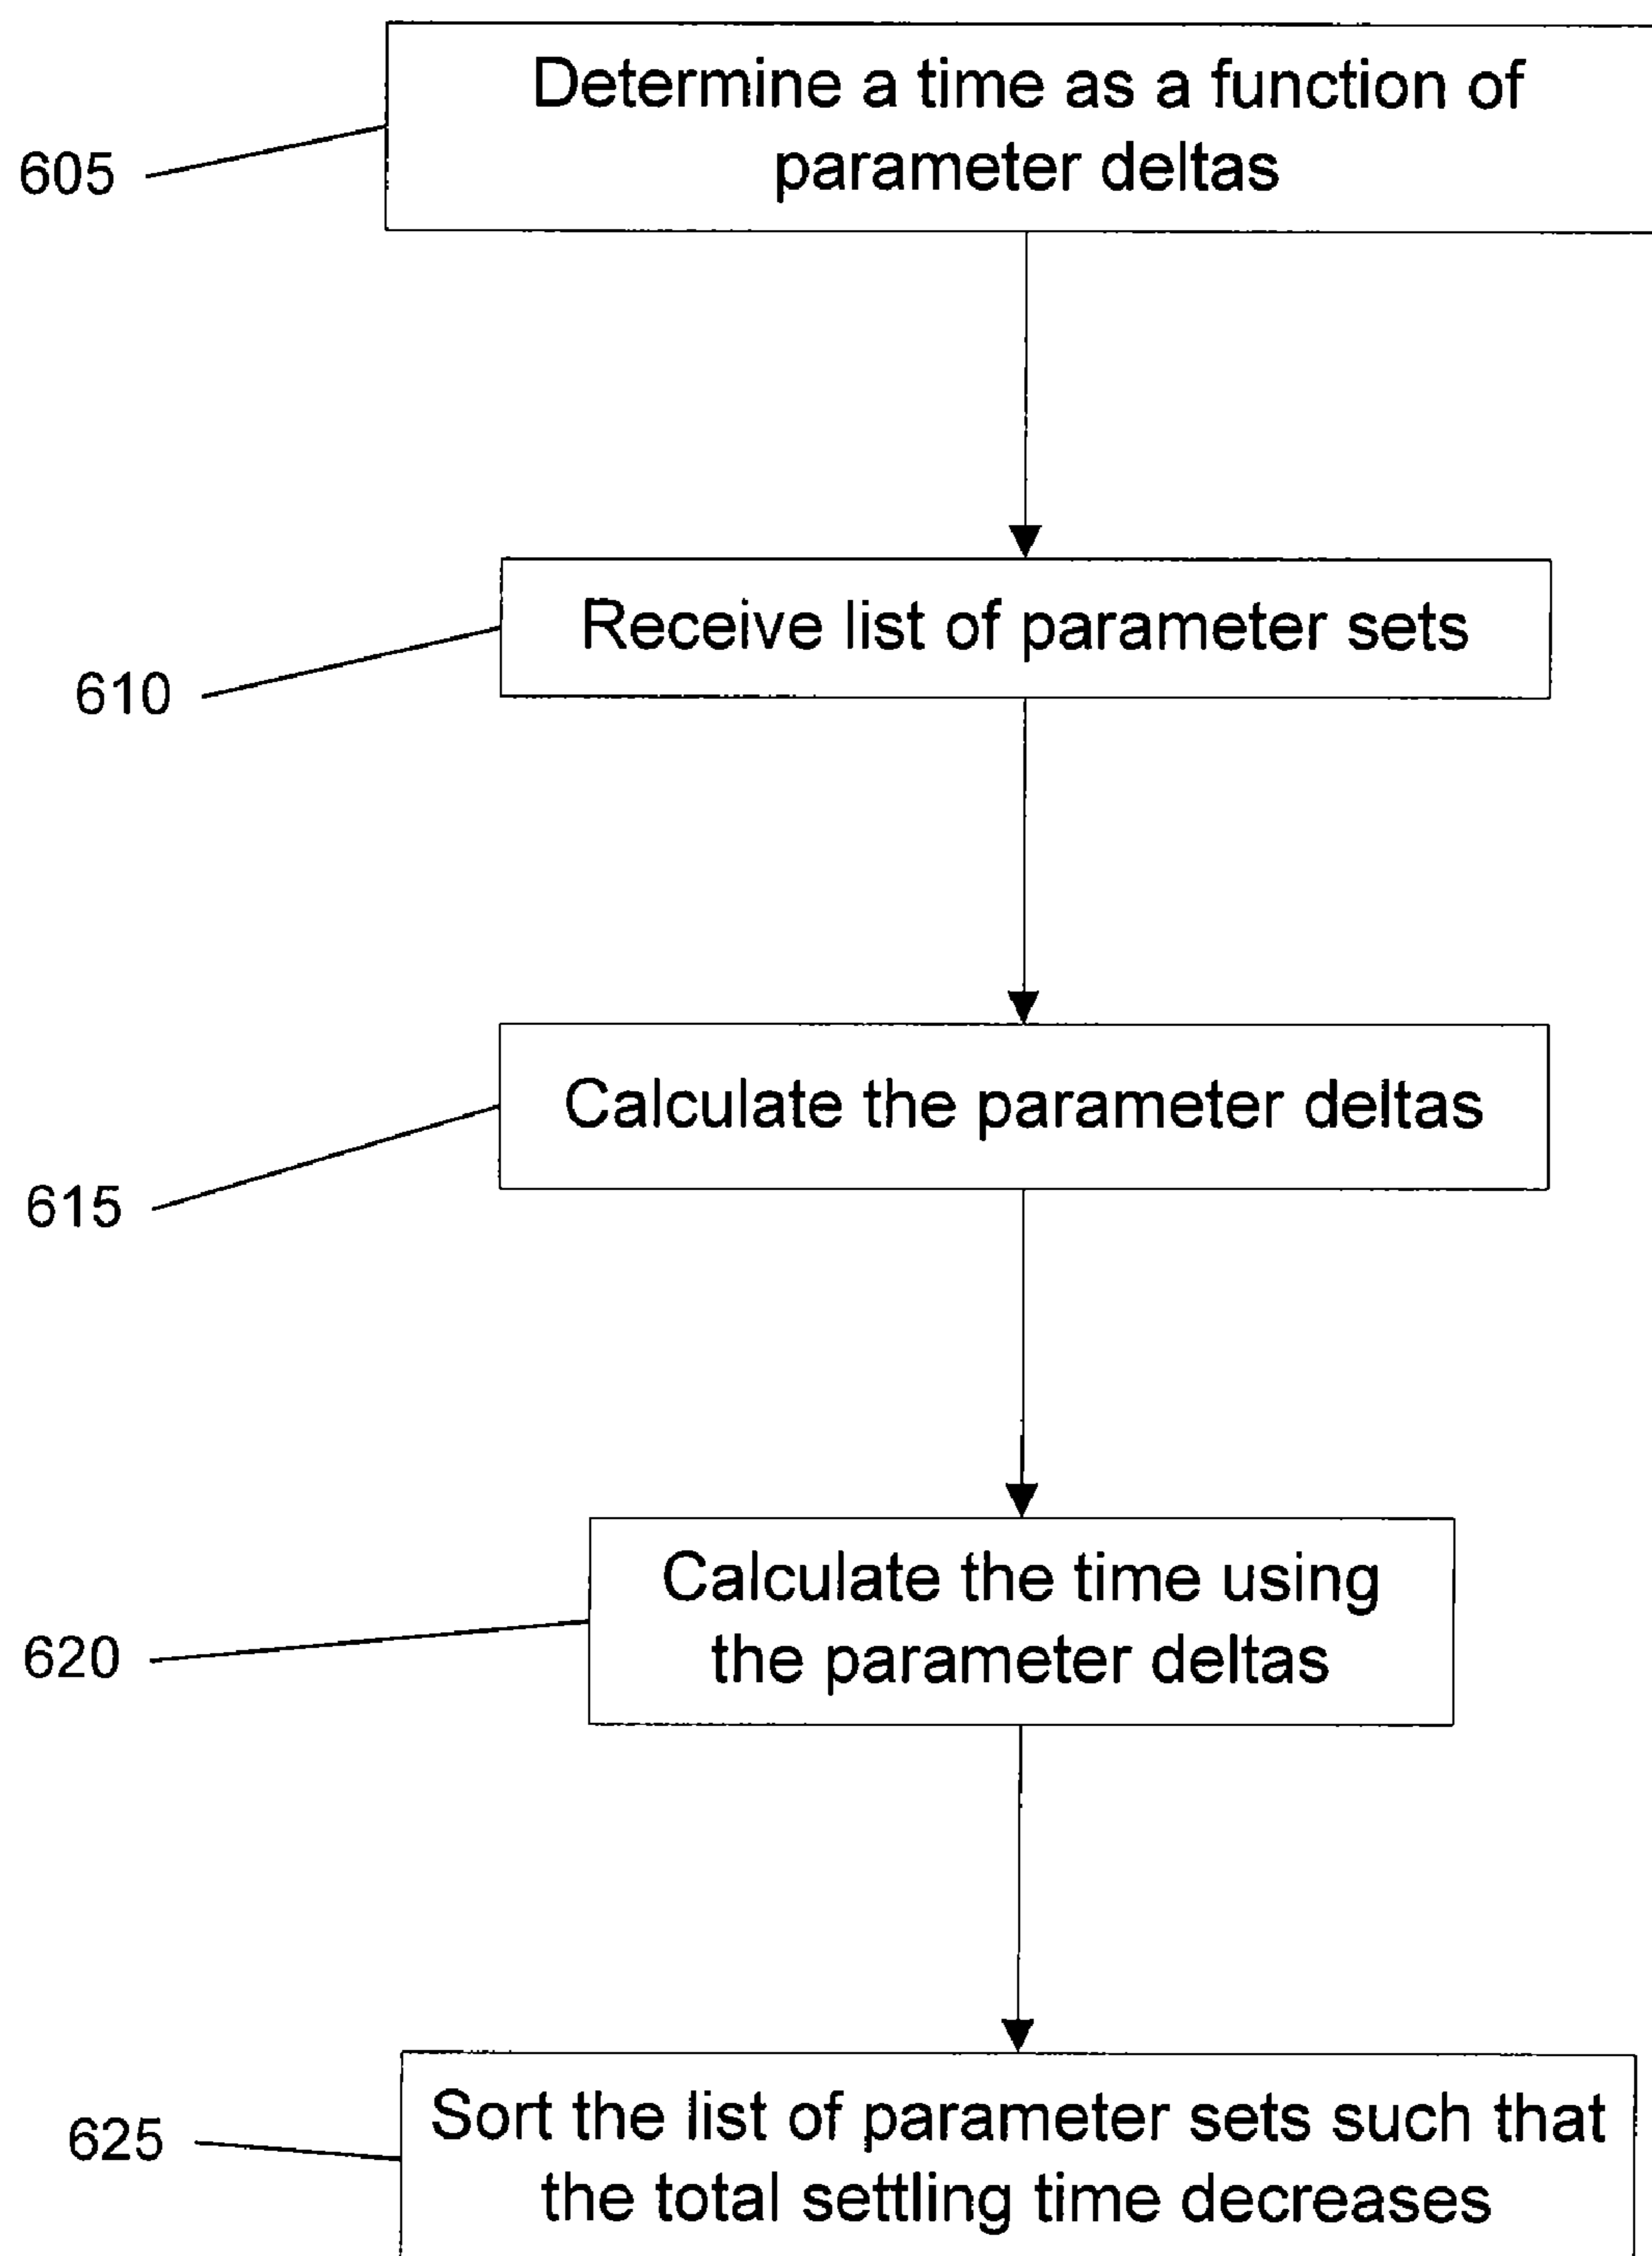 Determine a time as a function of
parameter deltas
605
Receive list of parameter sets
610
Calculate the parameter deltas
615
Calculate the time using
the parameter deltas
620
Sort the list of parameter sets such that
the total settling time decreases
625